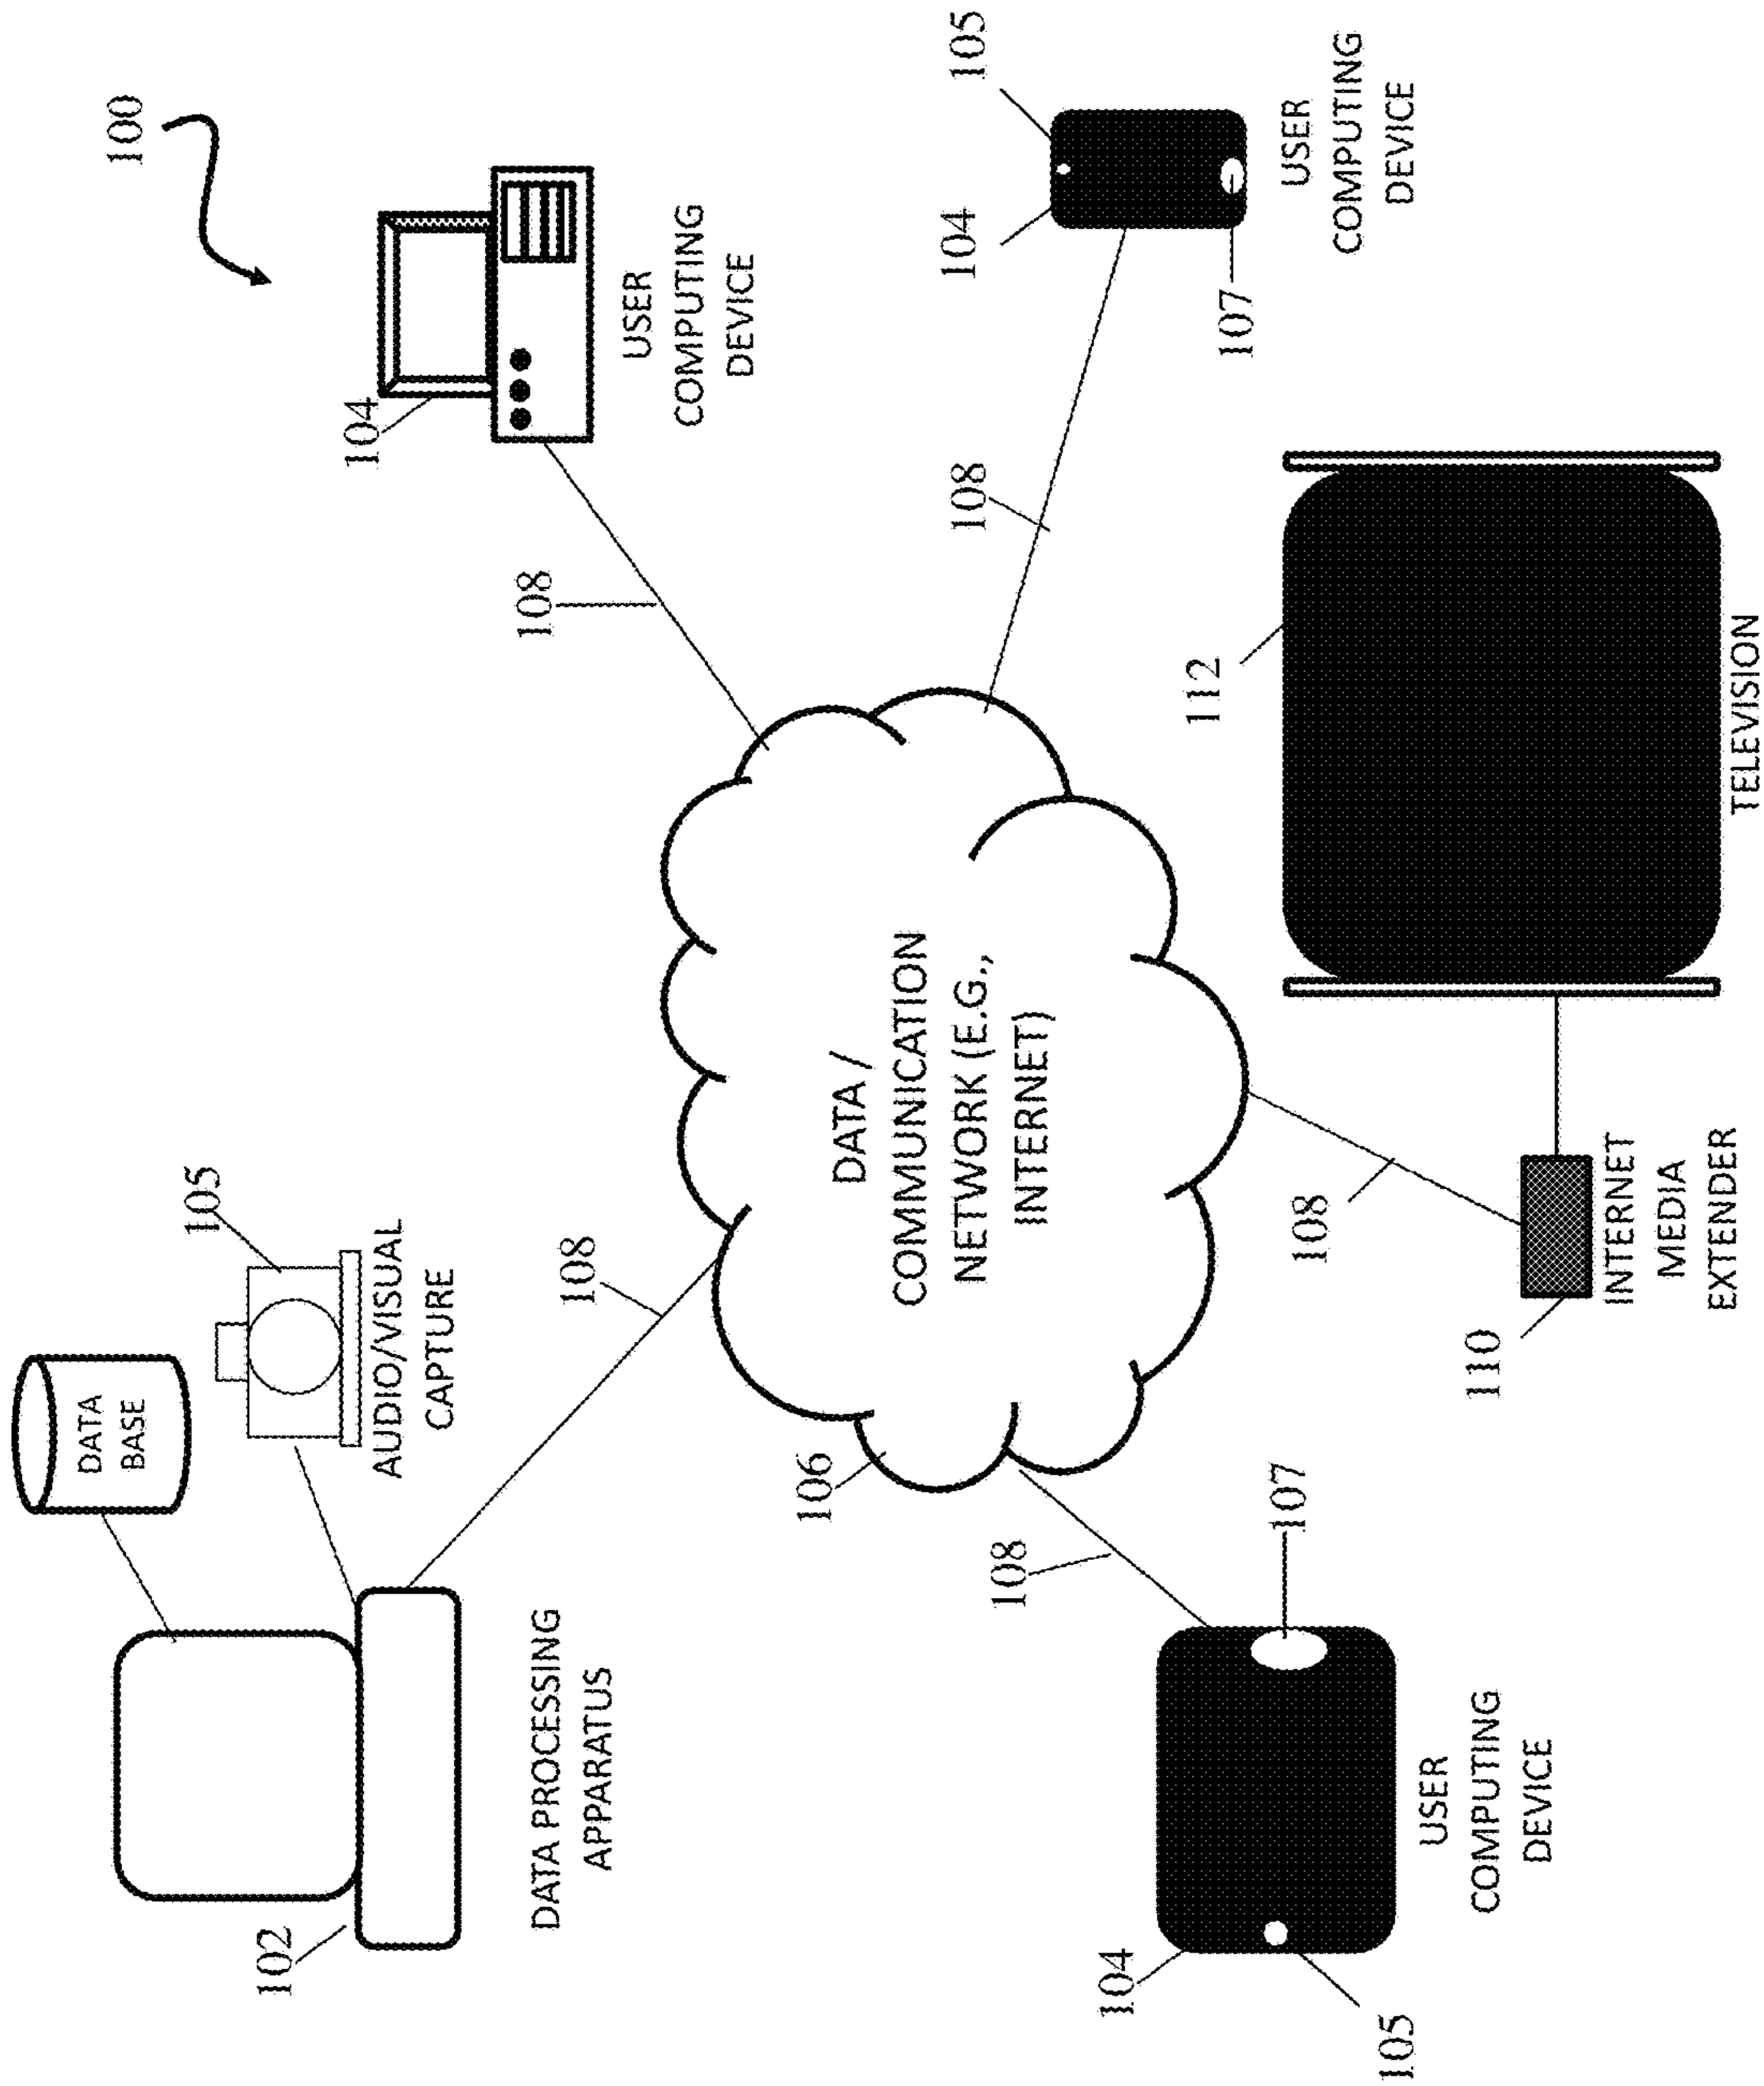 DATA
BASE
100
105
102
104
AUDIO/VISUAL
CAPTURE
108
DATA PROCESSING
APPARATUS
108
USER
COMPUTING
DEVICE
106
DATA /
COMMUNICATION
NETWORK (E.G.,
INTERNET)
108
104
105
108
107
USER
COMPUTING
DEVICE
104
107
105
USER
COMPUTING
DEVICE
112
108
110
INTERNET
MEDIA
EXTENDER
TELEVISION